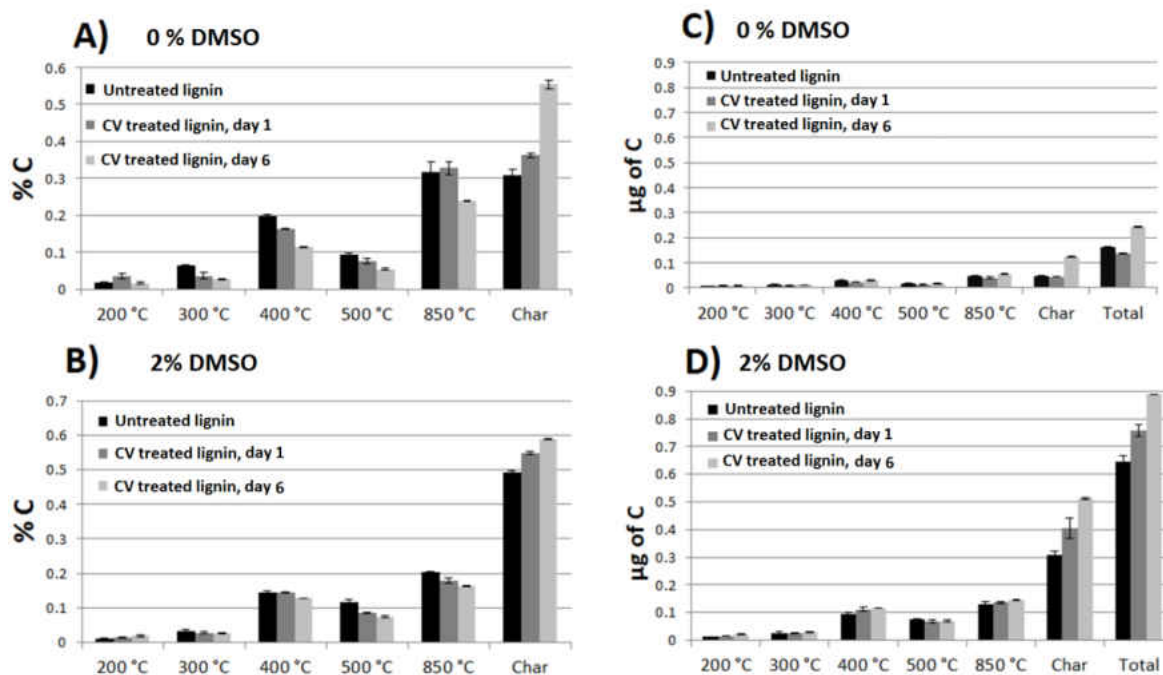 A) 0 % DMSO
% C
0.6
0.5
0.4
0.3
0.2
0.1
0
Untreated lignin
CV treated lignin, day 1
CV treated lignin, day 6
200 °C 300 °C 400 °C 500 °C 850 °C Char
B) 2% DMSO
% C
0.7
0.6
0.5
0.4
0.3
0.2
0.1
0
Untreated lignin
CV treated lignin, day 1
CV treated lignin, day 6
200 °C 300 °C 400 °C 500 °C 850 °C Char
C) 0 % DMSO
µg of C
0.9
0.8
0.7
0.6
0.5
0.4
0.3
0.2
0.1
0
Untreated lignin
CV treated lignin, day 1
CV treated lignin, day 6
200 °C 300 °C 400 °C 500 °C 850 °C Char Total
D) 2% DMSO
µg of C
0.9
0.8
0.7
0.6
0.5
0.4
0.3
0.2
0.1
0
Untreated lignin
CV treated lignin, day 1
CV treated lignin, day 6
200 °C 300 °C 400 °C 500 °C 850 °C Char Total